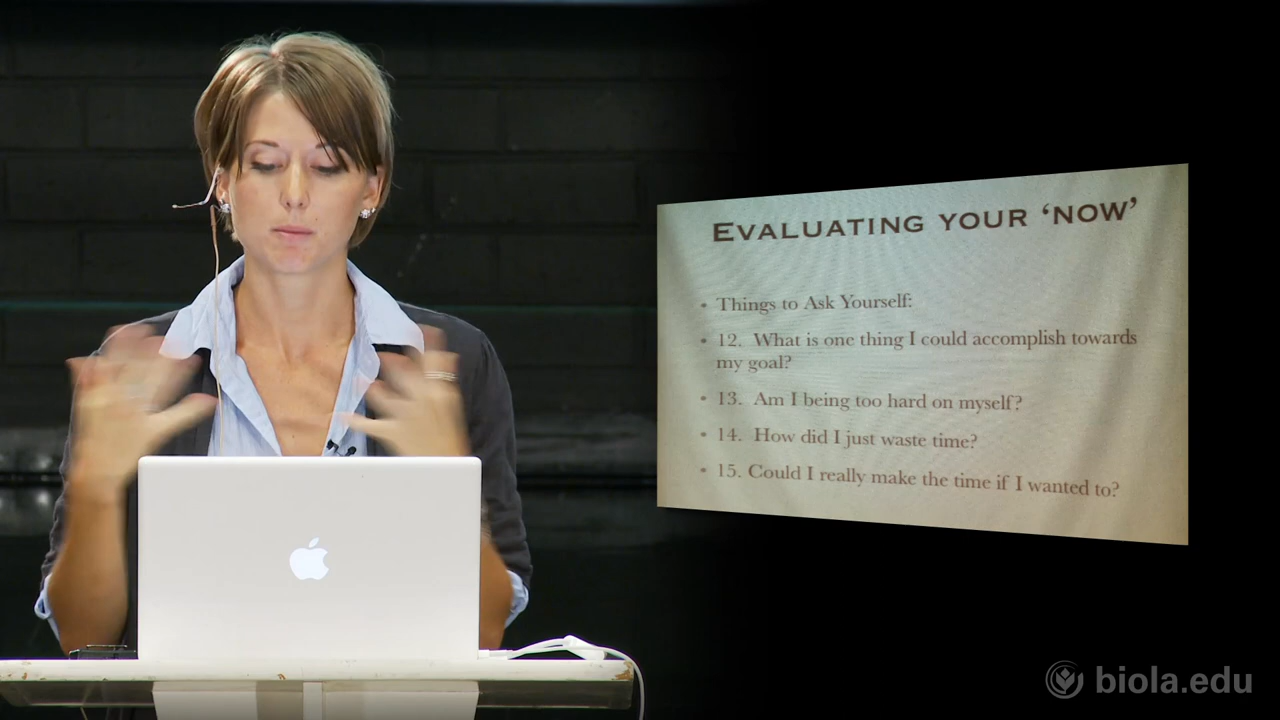 EVALUATING YOUR ‘NOW’
• Things to Ask Yourself:
• 12. What is one thing I could accomplish towards
my goal?
• 13. Am I being too hard on myself?
• 14. How did I just waste time?
• 15. Could I really make the time if I wanted to?
biola.edu